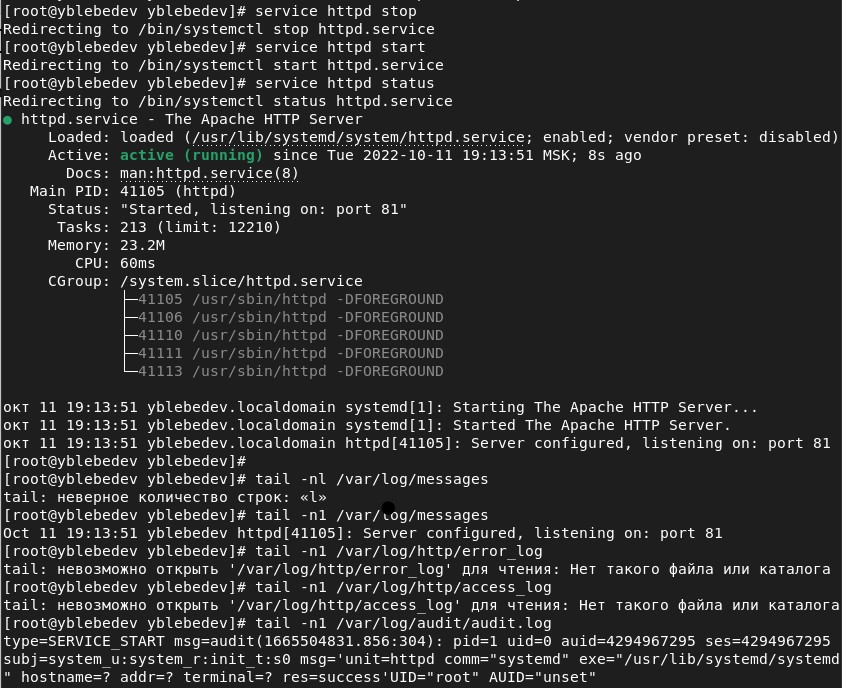 [root@yblebedev yblebedev]# service httpd stop
Redirecting to /bin/systemctl stop httpd.service
[root@yblebedev yblebedev]# service httpd start
Redirecting to /bin/systemctl start httpd.service
[root@yblebedev yblebedev]# service httpd status
Redirecting to /bin/systemctl status httpd.service
● httpd.service - The Apache HTTP Server
     Loaded: loaded (/usr/lib/systemd/system/httpd.service; enabled; vendor preset: disabled)
     Active: active (running) since Tue 2022-10-11 19:13:51 MSK; 8s ago
       Docs: man:httpd.service(8)
   Main PID: 41105 (httpd)
     Status: "Started, listening on: port 81"
      Tasks: 213 (limit: 12210)
     Memory: 23.2M
        CPU: 60ms
     CGroup: /system.slice/httpd.service
             ├─41105 /usr/sbin/httpd -DFOREGROUND
             ├─41106 /usr/sbin/httpd -DFOREGROUND
             ├─41110 /usr/sbin/httpd -DFOREGROUND
             ├─41111 /usr/sbin/httpd -DFOREGROUND
             └─41113 /usr/sbin/httpd -DFOREGROUND
окт 11 19:13:51 yblebedev.localdomain systemd[1]: Starting The Apache HTTP Server...
окт 11 19:13:51 yblebedev.localdomain systemd[1]: Started The Apache HTTP Server.
окт 11 19:13:51 yblebedev.localdomain httpd[41105]: Server configured, listening on: port 81
[root@yblebedev yblebedev]#
[root@yblebedev yblebedev]# tail -nl /var/log/messages
tail: неверное количество строк: «l»
[root@yblebedev yblebedev]# tail -n1 /var/log/messages
Oct 11 19:13:51 yblebedev httpd[41105]: Server configured, listening on: port 81
[root@yblebedev yblebedev]# tail -n1 /var/log/http/error_log
tail: невозможно открыть '/var/log/http/error_log' для чтения: Нет такого файла или каталога
[root@yblebedev yblebedev]# tail -n1 /var/log/http/access_log
tail: невозможно открыть '/var/log/http/access_log' для чтения: Нет такого файла или каталога
[root@yblebedev yblebedev]# tail -n1 /var/log/audit/audit.log
type=SERVICE_START msg=audit(1665504831.856:304): pid=1 uid=0 auid=4294967295 ses=4294967295
subj=system_u:system_r:init_t:s0 msg='unit=httpd comm="systemd" exe="/usr/lib/systemd/systemd
" hostname=? addr=? terminal=? res=success'UID="root" AUID="unset"